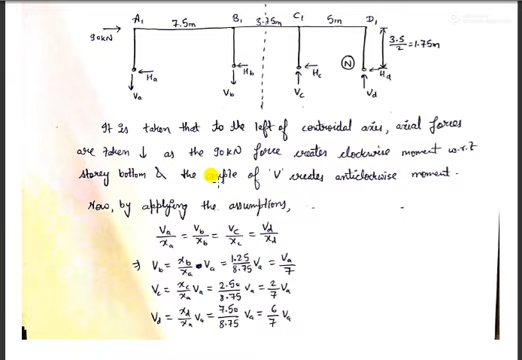 A₁ 7.5m B₁ 3.75m C₁ 5m D₁
90kN
3.5/2 = 1.75m
Ha Hb Hc N Hd
Va Vb Vc Vd
It is taken that to the left of centroidal axis, axial forces
are taken ↓ as the 90kN force creates clockwise moment w.r.t
storey bottom & the couple of 'V' creates anticlockwise moment.
Now, by applying the assumptions,
Va/xa = Vb/xb = Vc/xc = Vd/xd
⇒ Vb = xb/xa · Va = 1.25/8.75 Va = Va/7
Vc = xc/xa Va = 2.50/8.75 Va = 2/7 Va
Vd = xd/xa Va = 7.50/8.75 Va = 6/7 Va